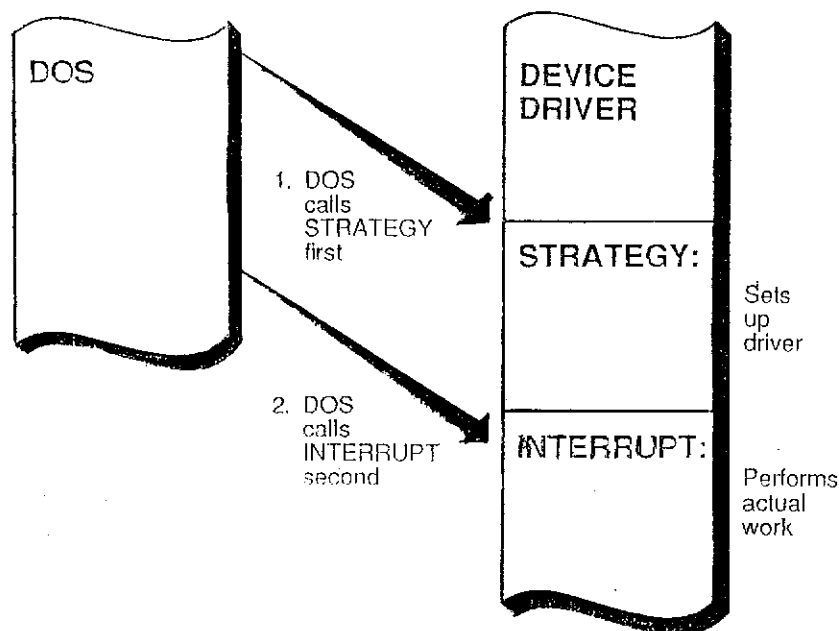 DOS
DEVICE
DRIVER
1. DOS
calls
STRATEGY
first
STRATEGY:
Sets
up
driver
2. DOS
calls
INTERRUPT
second
INTERRUPT:
Performs
actual
work